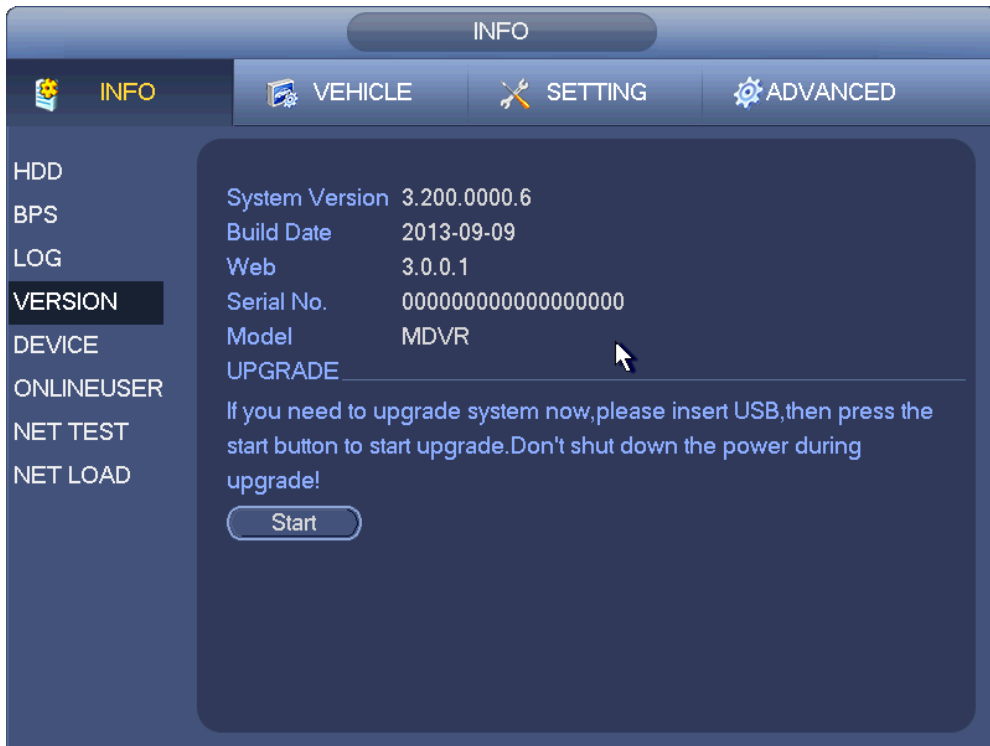 INFO
INFO
VEHICLE
SETTING
ADVANCED
HDD
BPS
LOG
VERSION
DEVICE
ONLINEUSER
NET TEST
NET LOAD
System Version 3.200.0000.6
Build Date 2013-09-09
Web 3.0.0.1
Serial No. 000000000000000000
Model MDVR
UPGRADE
If you need to upgrade system now,please insert USB,then press the
start button to start upgrade.Don't shut down the power during
upgrade!
Start